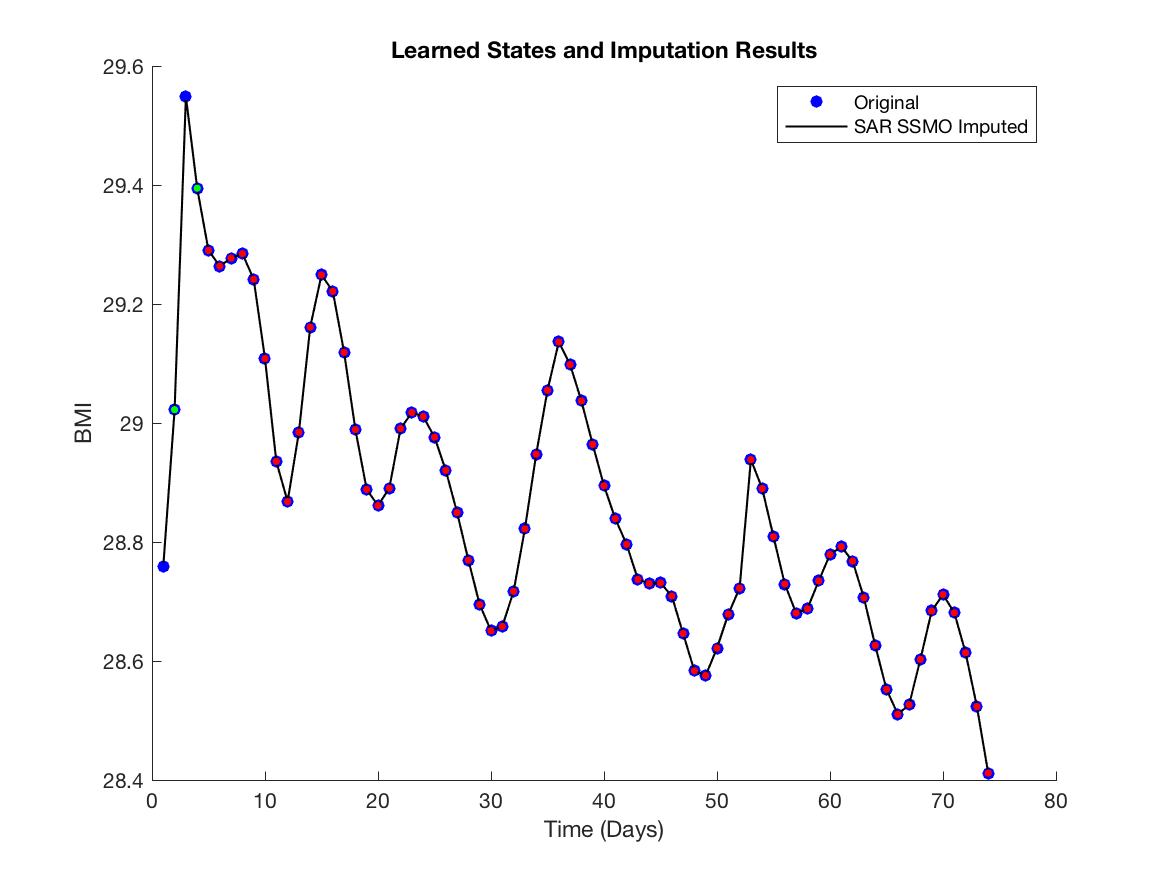 Learned States and Imputation Results
29.6
29.4
29.2
29
28.8
28.6
28.4
BMI
Original
SAR SSMO Imputed
0 10 20 30 40 50 60 70 80
Time (Days)